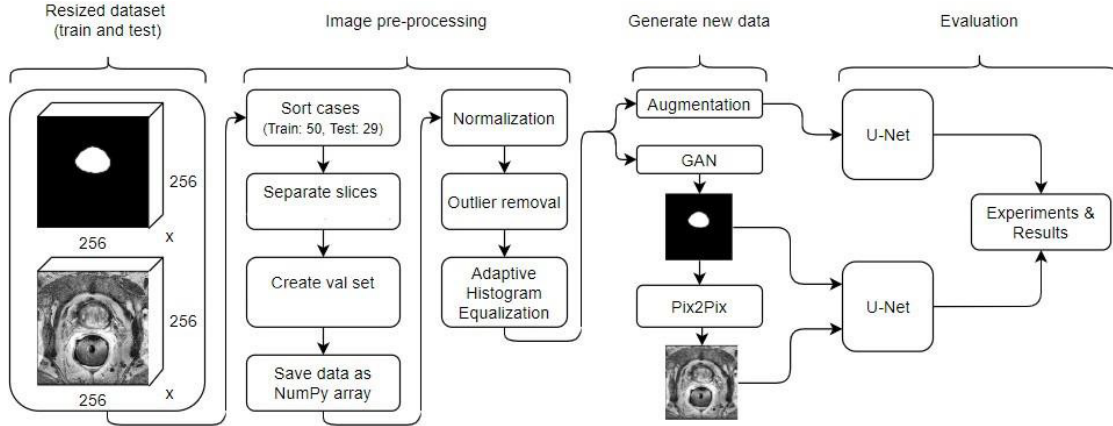 Resized dataset
(train and test)
Image pre-processing
Generate new data
Evaluation
256
256
x
256
256
x
Sort cases
(Train: 50, Test: 29)
Separate slices
Create val set
Save data as
NumPy array
Normalization
Outlier removal
Adaptive
Histogram
Equalization
Augmentation
GAN
Pix2Pix
U-Net
U-Net
Experiments &
Results